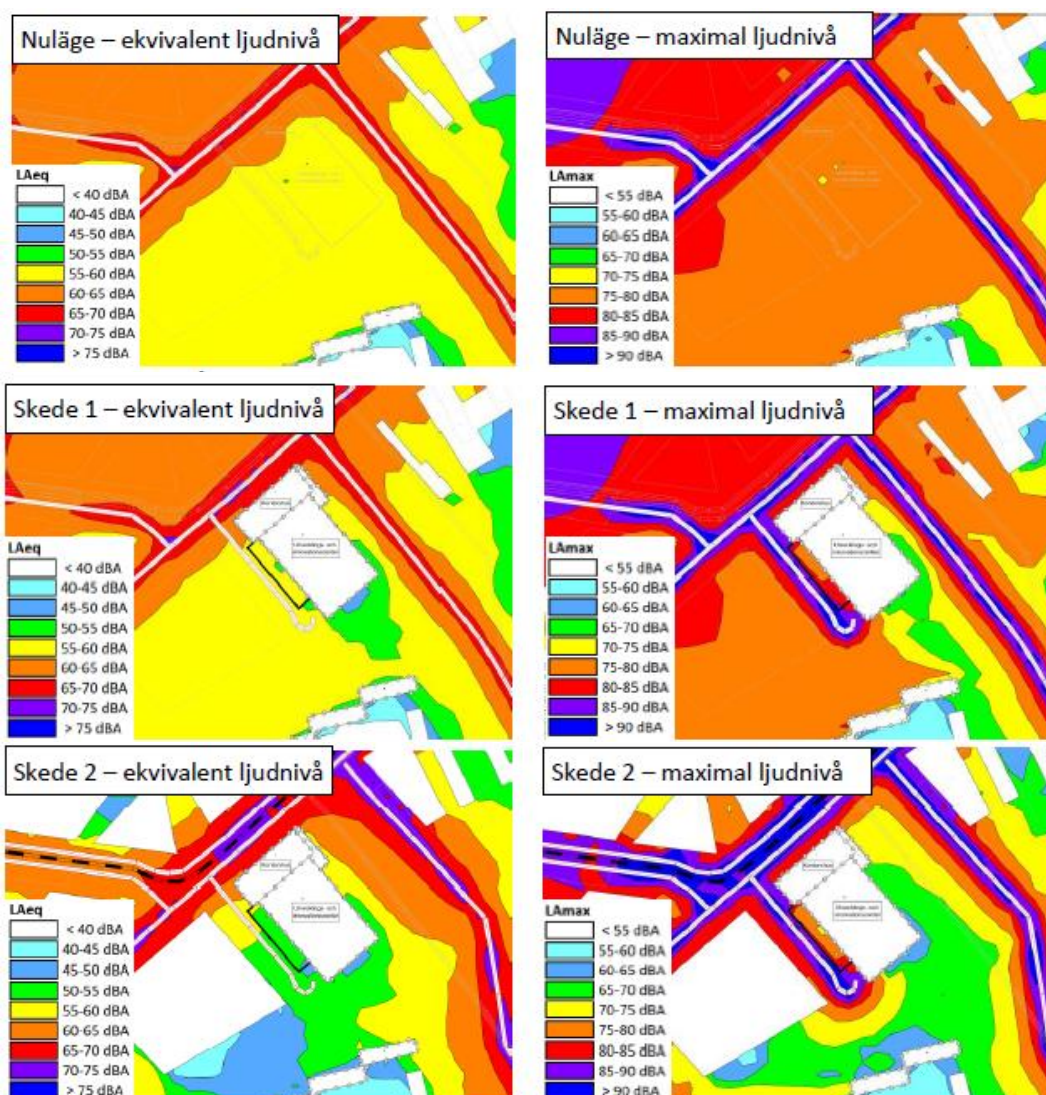 Nuläge – ekvivalent ljudnivå
LAeq
< 40 dBA
40-45 dBA
45-50 dBA
50-55 dBA
55-60 dBA
60-65 dBA
65-70 dBA
70-75 dBA
> 75 dBA
Nuläge – maximal ljudnivå
LAmax
< 55 dBA
55-60 dBA
60-65 dBA
65-70 dBA
70-75 dBA
75-80 dBA
80-85 dBA
85-90 dBA
> 90 dBA
Skede 1 – ekvivalent ljudnivå
Kontorshus
LAeq
< 40 dBA
40-45 dBA
45-50 dBA
50-55 dBA
55-60 dBA
60-65 dBA
65-70 dBA
70-75 dBA
> 75 dBA
Skede 1 – maximal ljudnivå
Kontorshus
LAmax
< 55 dBA
55-60 dBA
60-65 dBA
65-70 dBA
70-75 dBA
75-80 dBA
80-85 dBA
85-90 dBA
> 90 dBA
Skede 2 – ekvivalent ljudnivå
Kontorshus
LAeq
< 40 dBA
40-45 dBA
45-50 dBA
50-55 dBA
55-60 dBA
60-65 dBA
65-70 dBA
70-75 dBA
> 75 dBA
Skede 2 – maximal ljudnivå
Kontorshus
LAmax
< 55 dBA
55-60 dBA
60-65 dBA
65-70 dBA
70-75 dBA
75-80 dBA
80-85 dBA
85-90 dBA
> 90 dBA